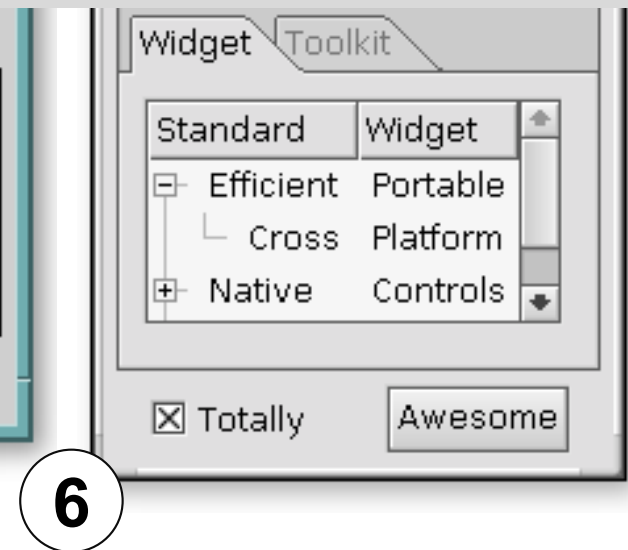 Widget Toolkit
Standard Widget
Efficient Portable
Cross Platform
Native Controls
Totally Awesome
6